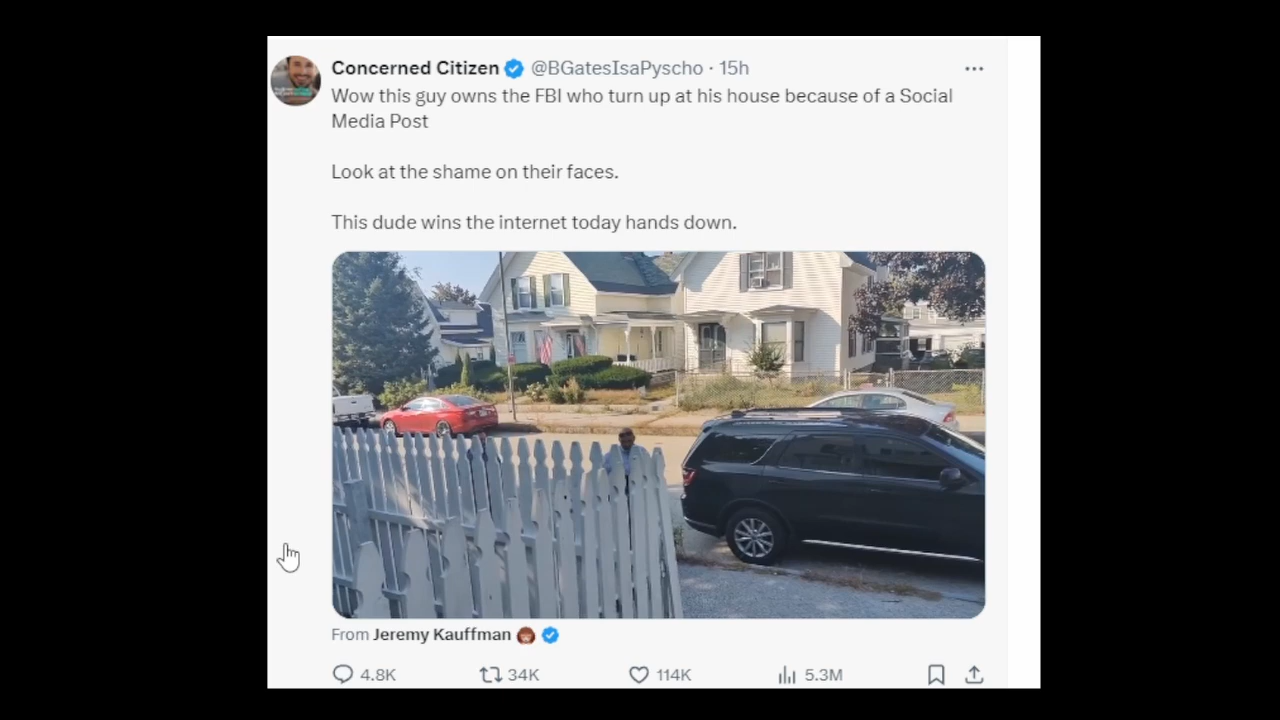 Concerned Citizen @BGatesIsaPyscho · 15h
Wow this guy owns the FBI who turn up at his house because of a Social
Media Post
Look at the shame on their faces.
This dude wins the internet today hands down.
From Jeremy Kauffman
4.8K 34K 114K 5.3M